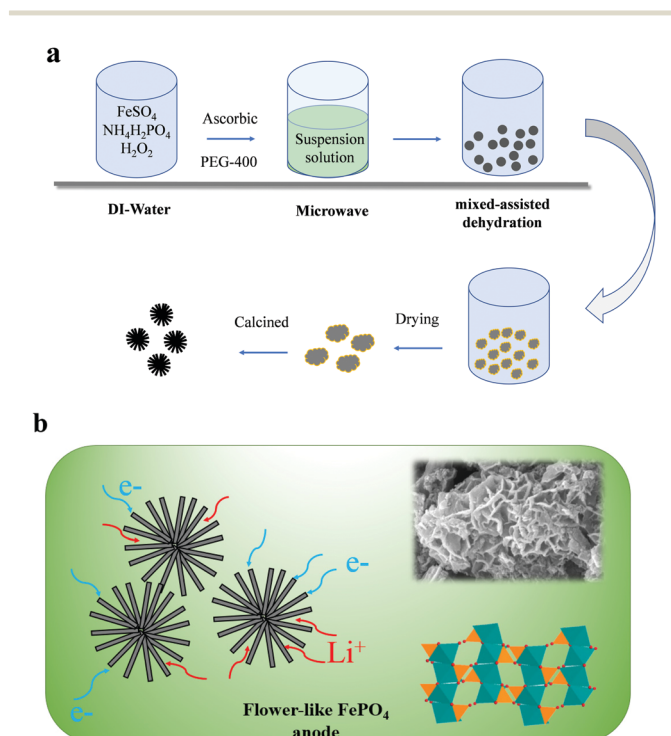 a
FeSO₄
NH₄H₂PO₄
H₂O₂
Ascorbic
PEG-400
Suspension
solution
DI-Water
Microwave
mixed-assisted
dehydration
Calcined
Drying
b
e-
e-
Li⁺
e-
Flower-like FePO₄
anode